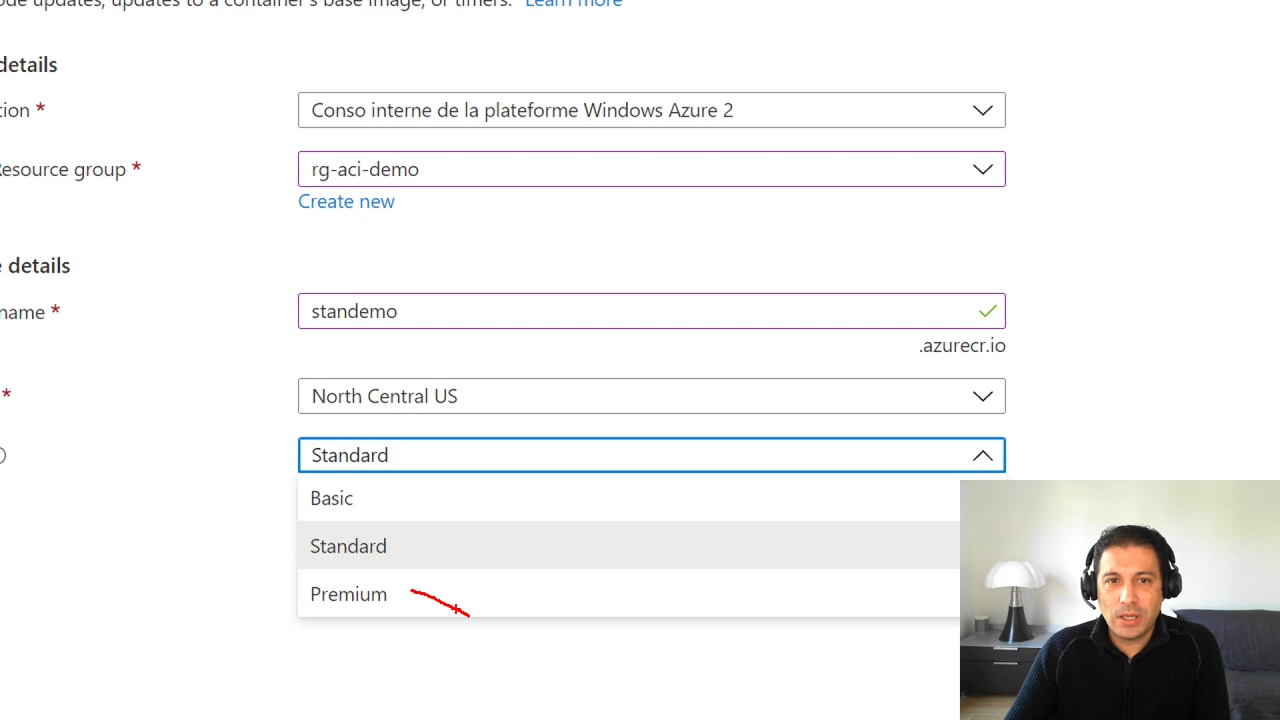 ode updates, updates to a container's base image, or timers. Learn more
details
tion * Conso interne de la plateforme Windows Azure 2
Resource group * rg-aci-demo
Create new
details
name * standemo
.azurecr.io
* North Central US
Standard
Basic
Standard
Premium